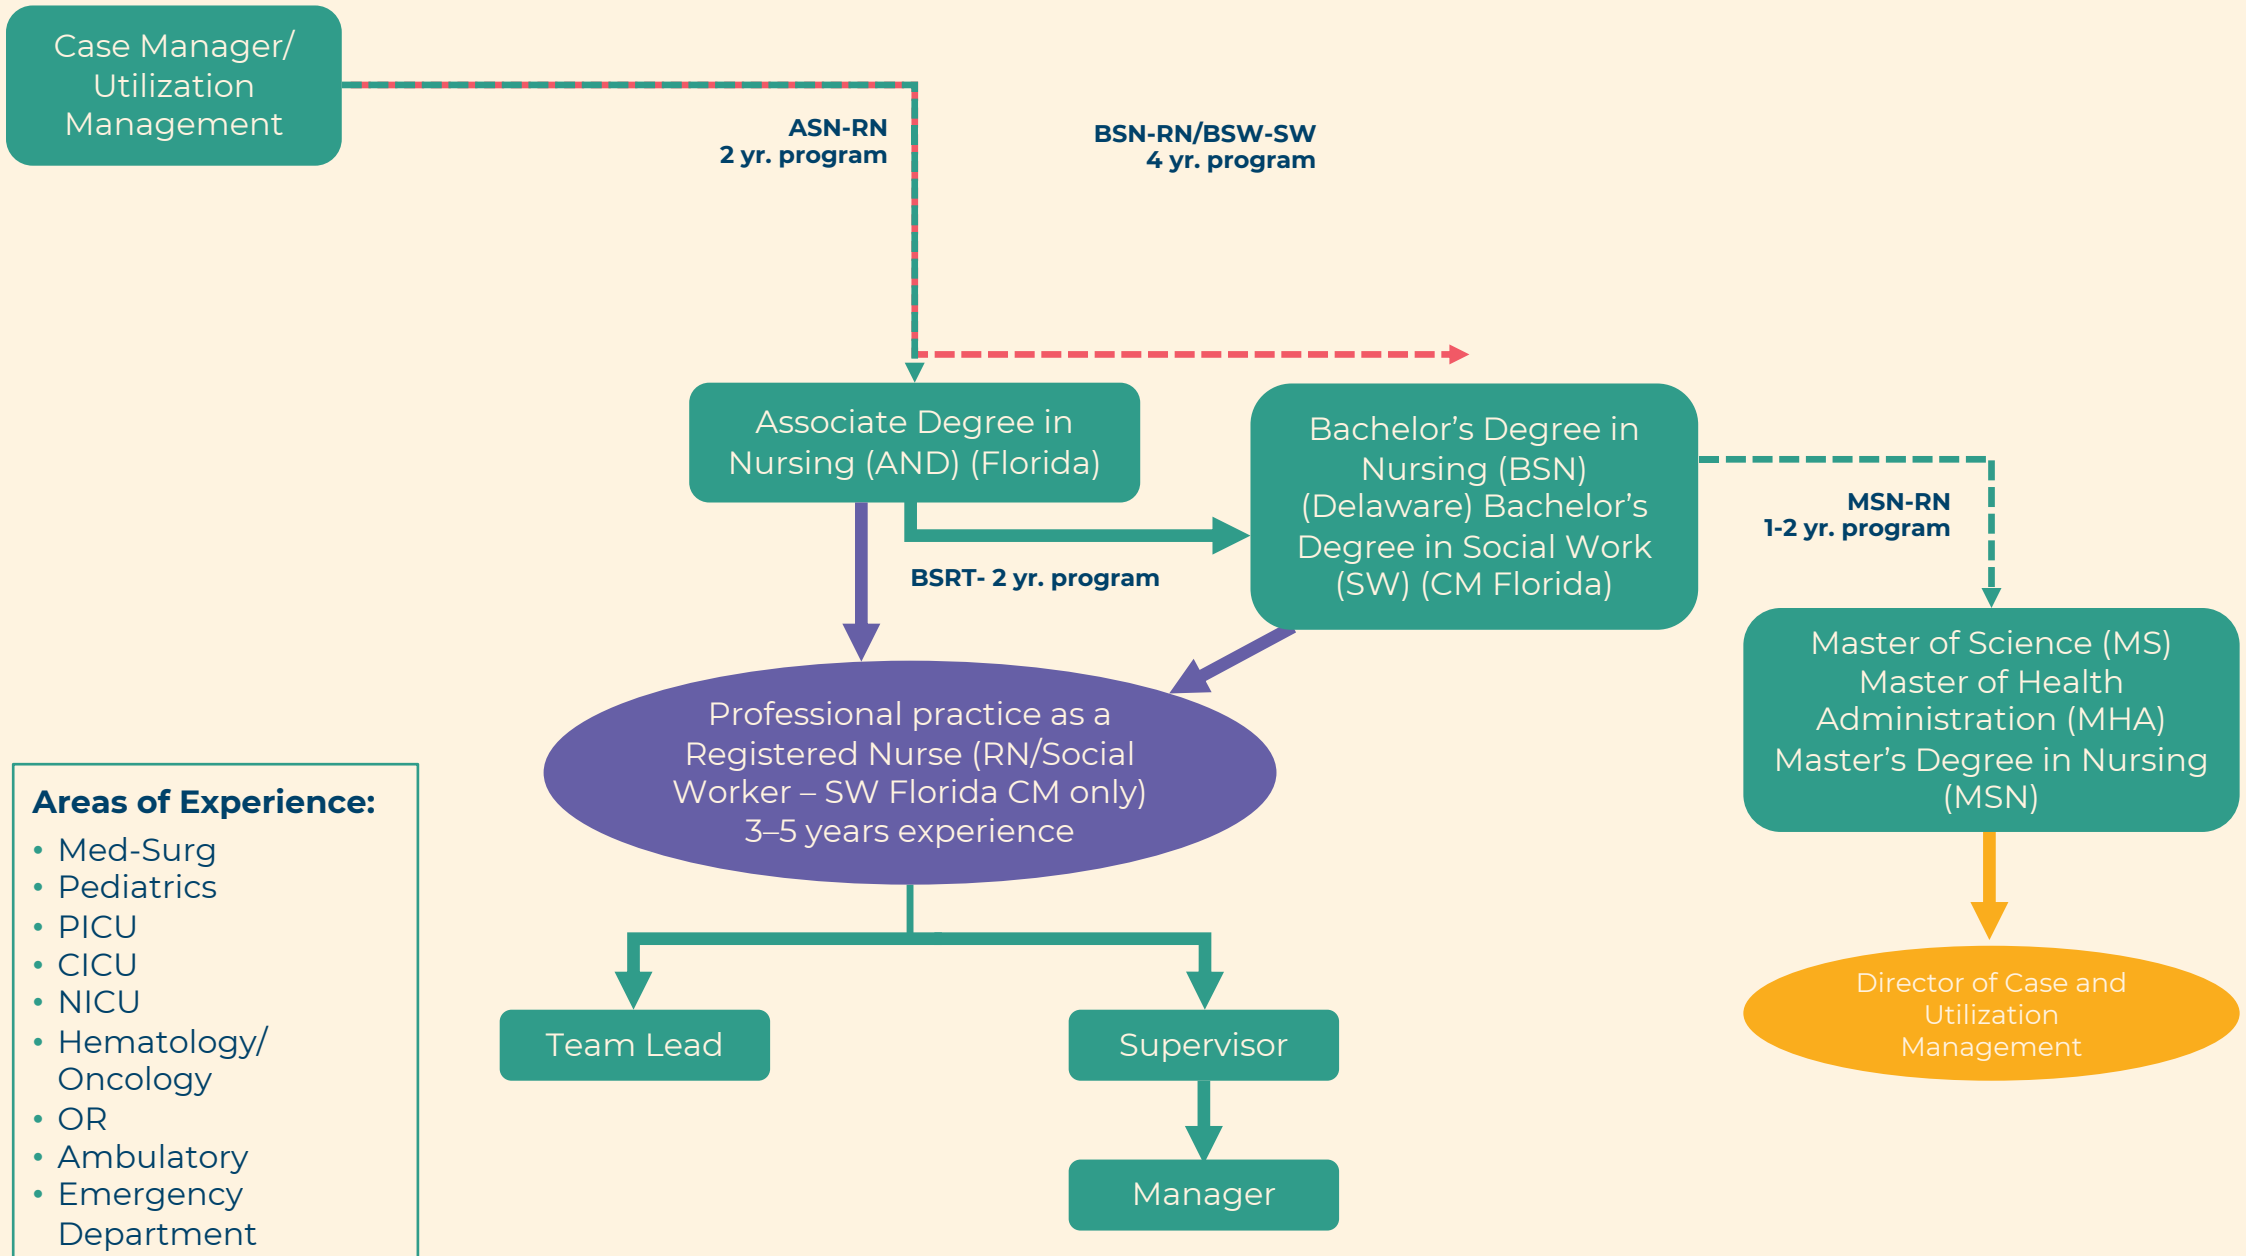 Case Manager/
Utilization
Management
ASN-RN
2 yr. program
BSN-RN/BSW-SW
4 yr. program
Associate Degree in
Nursing (AND) (Florida)
Bachelor’s Degree in
Nursing (BSN)
(Delaware) Bachelor’s
Degree in Social Work
(SW) (CM Florida)
MSN-RN
1-2 yr. program
BSRT- 2 yr. program
Master of Science (MS)
Master of Health
Administration (MHA)
Master’s Degree in Nursing
(MSN)
Professional practice as a
Registered Nurse (RN/Social
Worker – SW Florida CM only)
3–5 years experience
Areas of Experience:
• Med-Surg
• Pediatrics
• PICU
• CICU
• NICU
• Hematology/
Oncology
• OR
• Ambulatory
• Emergency
Department
Team Lead
Supervisor
Manager
Director of Case and
Utilization
Management